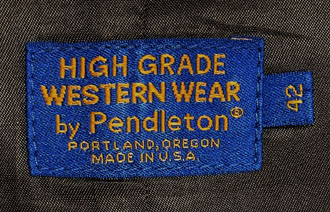 HIGH GRADE
WESTERN WEAR
by Pendleton®
PORTLAND, OREGON
MADE IN U.S.A.
42